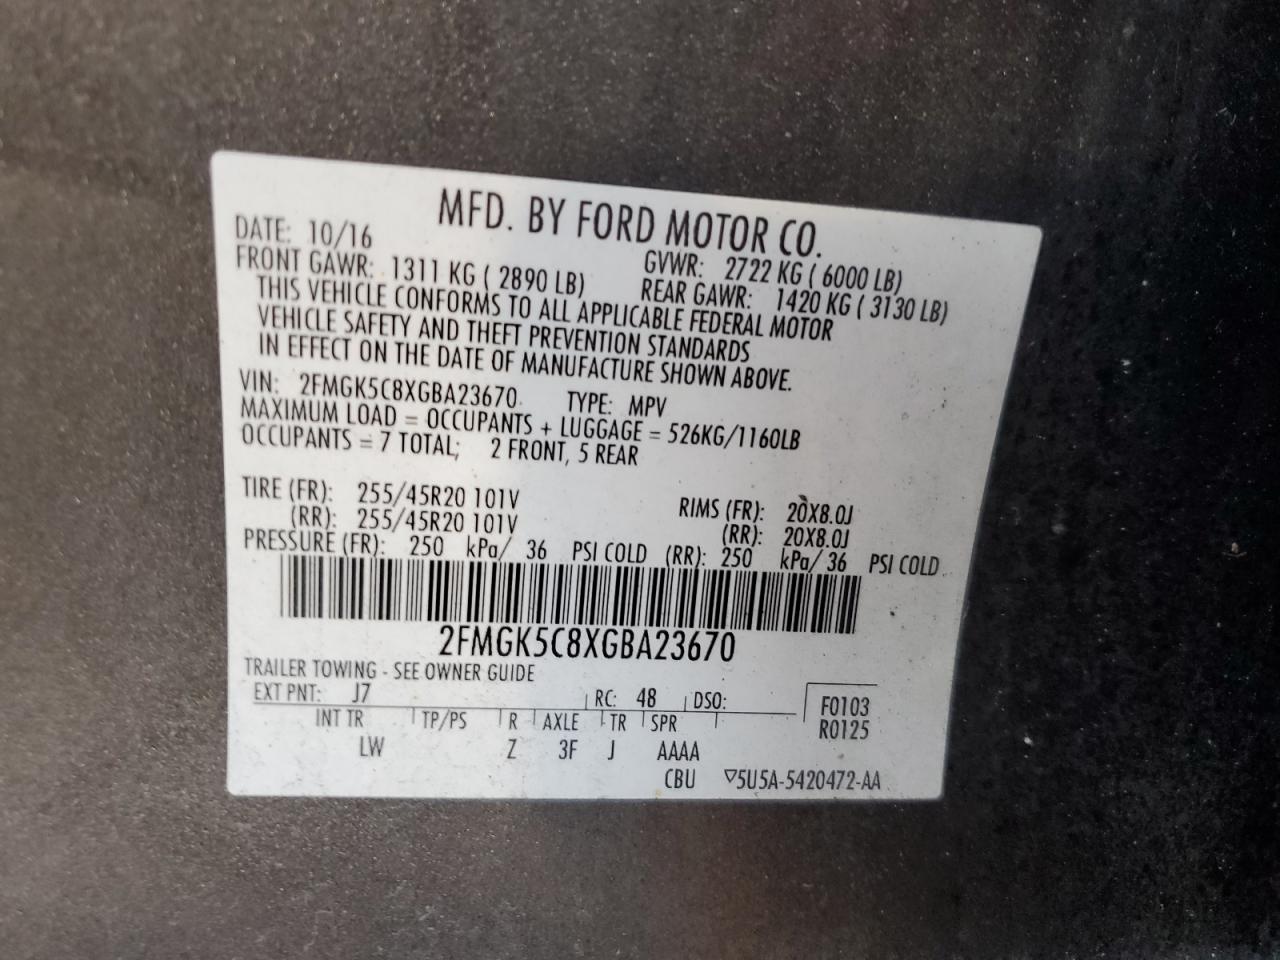 MFD. BY FORD MOTOR CO.
DATE: 10/16 GVWR: 2722 KG ( 6000 LB)
FRONT GAWR: 1311 KG ( 2890 LB) REAR GAWR: 1420 KG ( 3130 LB)
THIS VEHICLE CONFORMS TO ALL APPLICABLE FEDERAL MOTOR
VEHICLE SAFETY AND THEFT PREVENTION STANDARDS
IN EFFECT ON THE DATE OF MANUFACTURE SHOWN ABOVE.
VIN: 2FMGK5C8XGBA23670 TYPE: MPV
MAXIMUM LOAD = OCCUPANTS + LUGGAGE = 526KG/1160LB
OCCUPANTS = 7 TOTAL; 2 FRONT, 5 REAR
TIRE (FR): 255/45R20 101V RIMS (FR): 20X8.0J
(RR): 255/45R20 101V (RR): 20X8.0J
PRESSURE (FR): 250 kPa/ 36 PSI COLD (RR): 250 kPa/ 36 PSI COLD
2FMGK5C8XGBA23670
TRAILER TOWING - SEE OWNER GUIDE
EXT PNT: J7 RC: 48 DSO: F0103
INT TR TP/PS R AXLE TR SPR R0125
LW Z 3F J AAAA
CBU ▽5U5A-5420472-AA